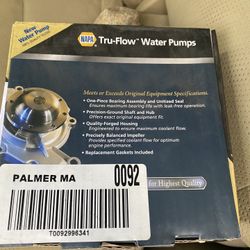 New
Water Pump
NAPA
Tru-Flow™ Water Pumps
Meets or Exceeds Original Equipment Specifications.
• One-Piece Bearing Assembly and Unitized Seal
Ensures maximum bearing life with leak-free operation.
• Precision-Ground Shaft and Hub
Offers exact original equipment fit.
• Quality-Forged Housing
Engineered to ensure maximum coolant flow.
• Precisely Balanced Impeller
Provides specified coolant flow for optimum
engine performance.
• Replacement Gaskets Included
PALMER MA
0092
for Highest Quality
T0092996341